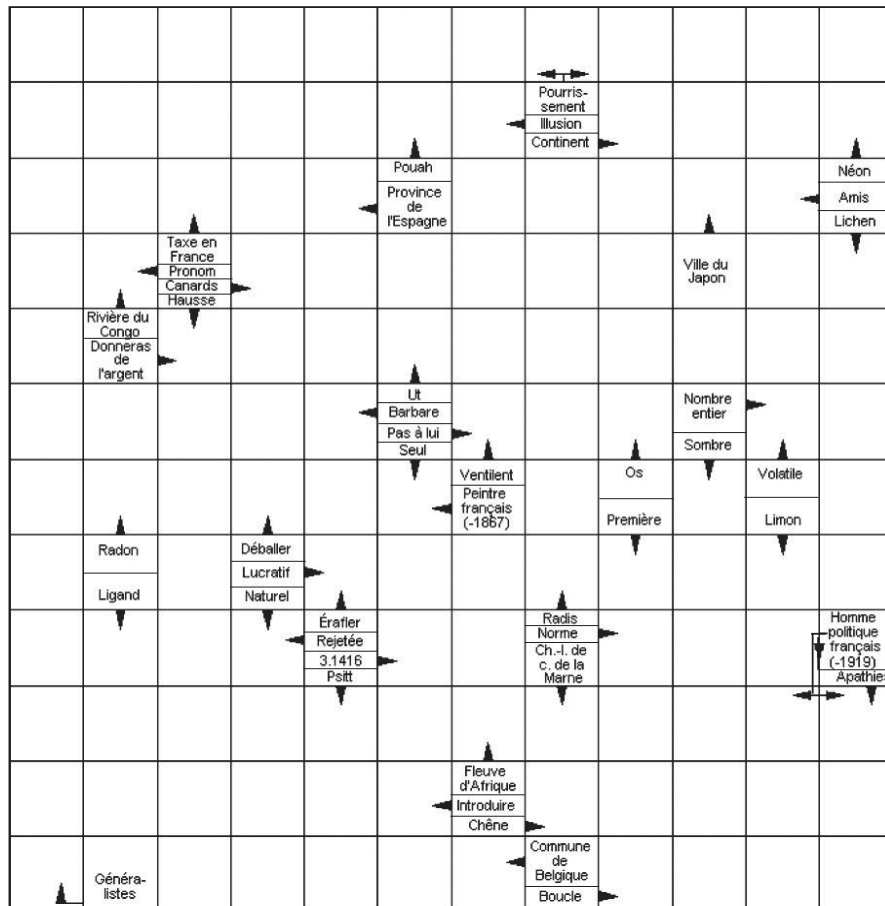 Pourris-
sement
Illusion
Continent
Pouah
Province
de
l'Espagne
Néon
Amis
Lichen
Taxe en
France
Pronom
Canards
Hausse
Ville du
Japon
Rivière du
Congo
Donneras
de
l'argent
Ut
Barbare
Pas à lui
Seul
Nombre
entier
Sombre
Ventilent
Peintre
français
(-1867)
Os
Première
Volatile
Limon
Radon
Ligand
Déballer
Lucratif
Naturel
Érafler
Rejetée
3.1416
Psitt
Radis
Norme
Ch.-l. de
c. de la
Marne
Homme
politique
français
(-1919)
Apathies
Fleuve
d'Afrique
Introduire
Chêne
Commune
de
Belgique
Boucle
Généra-
listes